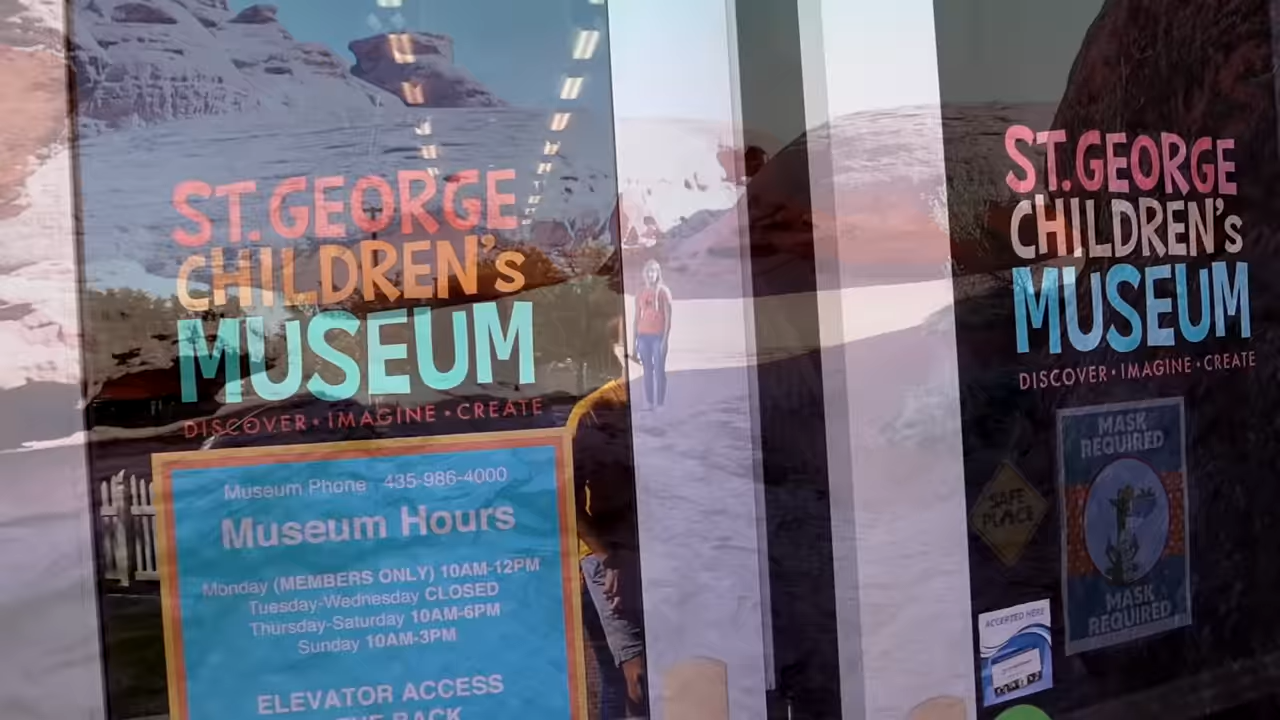 ST. GEORGE
CHILDREN'S
MUSEUM
DISCOVER · IMAGINE · CREATE
Museum Phone 435-986-4000
Museum Hours
Monday (MEMBERS ONLY) 10AM-12PM
Tuesday-Wednesday CLOSED
Thursday-Saturday 10AM-6PM
Sunday 10AM-3PM
ELEVATOR ACCESS
THE BACK
ST. GEORGE
CHILDREN'S
MUSEUM
DISCOVER · IMAGINE · CREATE
MASK
REQUIRED
SAFE
PLACE
MASK
REQUIRED
ACCEPTED HERE